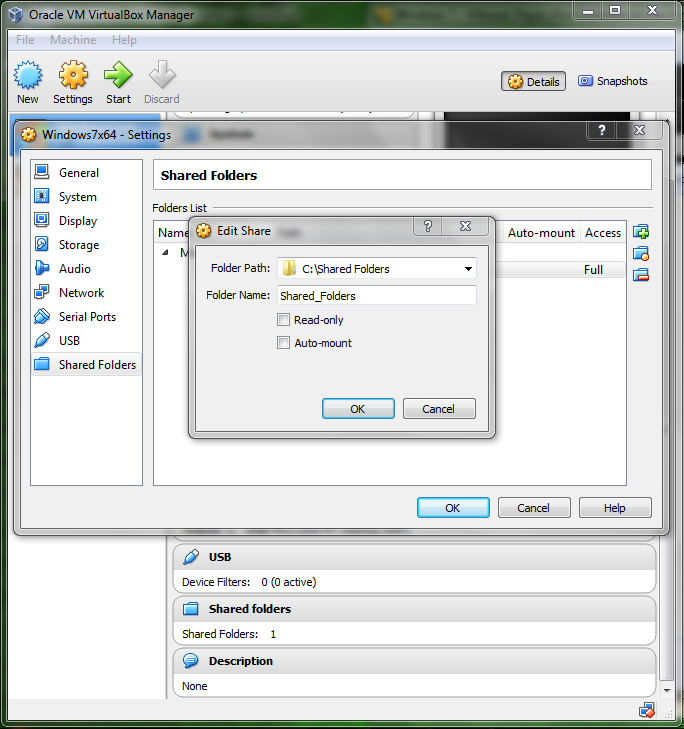 Oracle VM VirtualBox Manager
File Machine Help
New Settings Start Discard
Details Snapshots
Windows7x64 - Settings
General
System
Display
Storage
Audio
Network
Serial Ports
USB
Shared Folders
Shared Folders
Folders List
Name Auto-mount Access
Full
Edit Share
Folder Path: C:\Shared Folders
Folder Name: Shared_Folders
Read-only
Auto-mount
OK Cancel
OK Cancel Help
USB
Device Filters: 0 (0 active)
Shared folders
Shared Folders: 1
Description
None